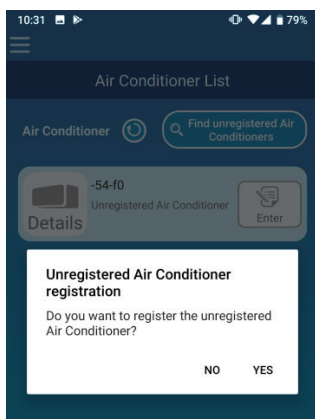 10:31 79%
Air Conditioner List
Air Conditioner
Find unregistered Air
Conditioners
-54-f0
Unregistered Air Conditioner
Details
Enter
Unregistered Air Conditioner
registration
Do you want to register the unregistered
Air Conditioner?
NO YES